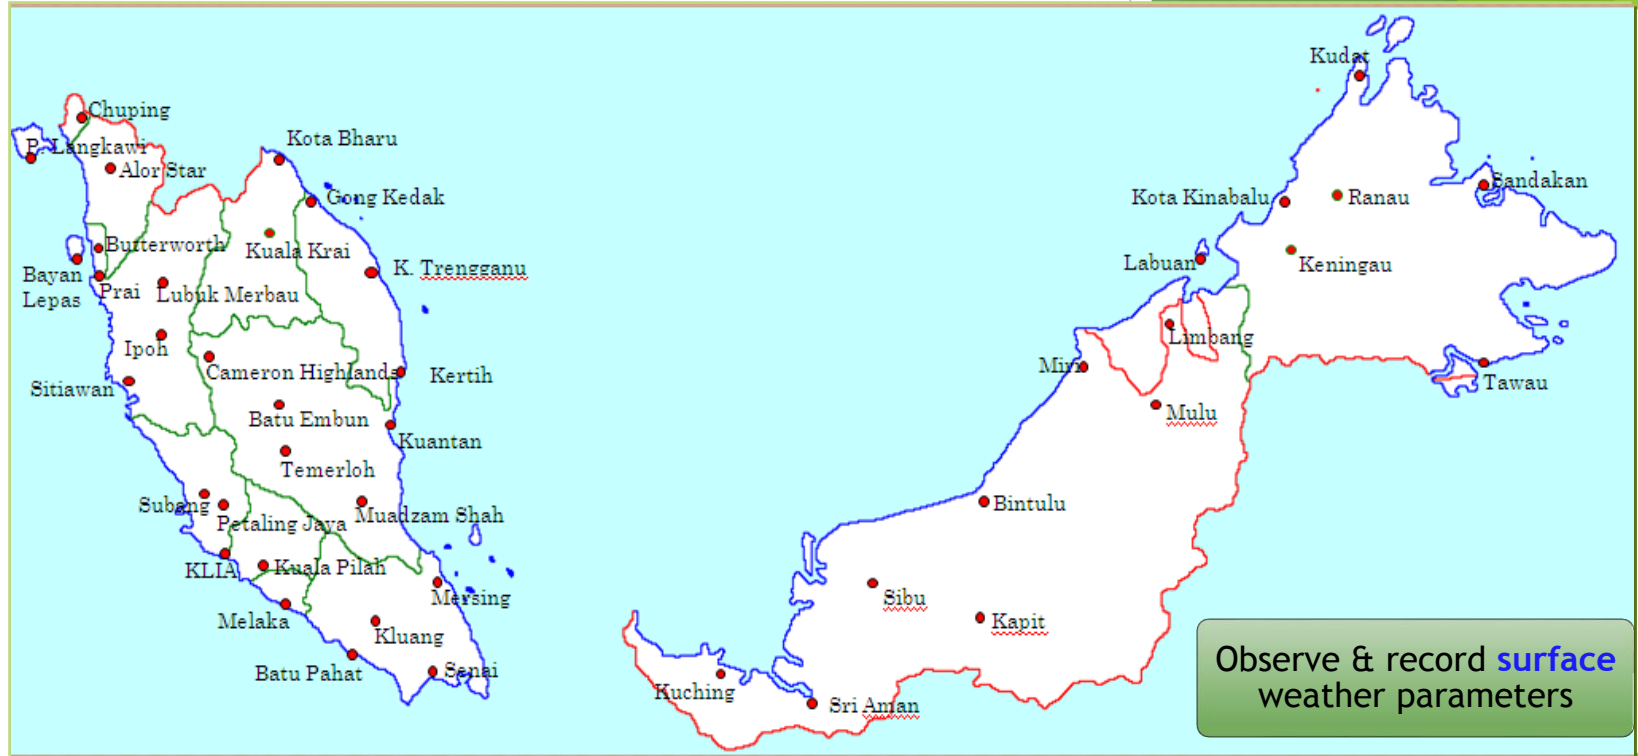 Kudat
Chuping
Kota Bharu
P. Langkawi
Alor Star
Sandakan
Gong Kedak
Kota Kinabalu
Ranau
Butterworth
Kuala Krai
Labuan
Keningau
K. Trengganu
Bayan
Lepas
Prai
Lubuk Merbau
Limbang
Ipoh
Miri
Cameron Highlands
Kertih
Tawau
Sitiawan
Mulu
Batu Embun
Kuantan
Temerloh
Subang
Bintulu
Muadzam Shah
Petaling Jaya
KLIA
Kuala Pilah
Mersing
Sibu
Melaka
Kapit
Kluang
Batu Pahat
Senai
Kuching
Sri Aman
Observe & record surface
weather parameters